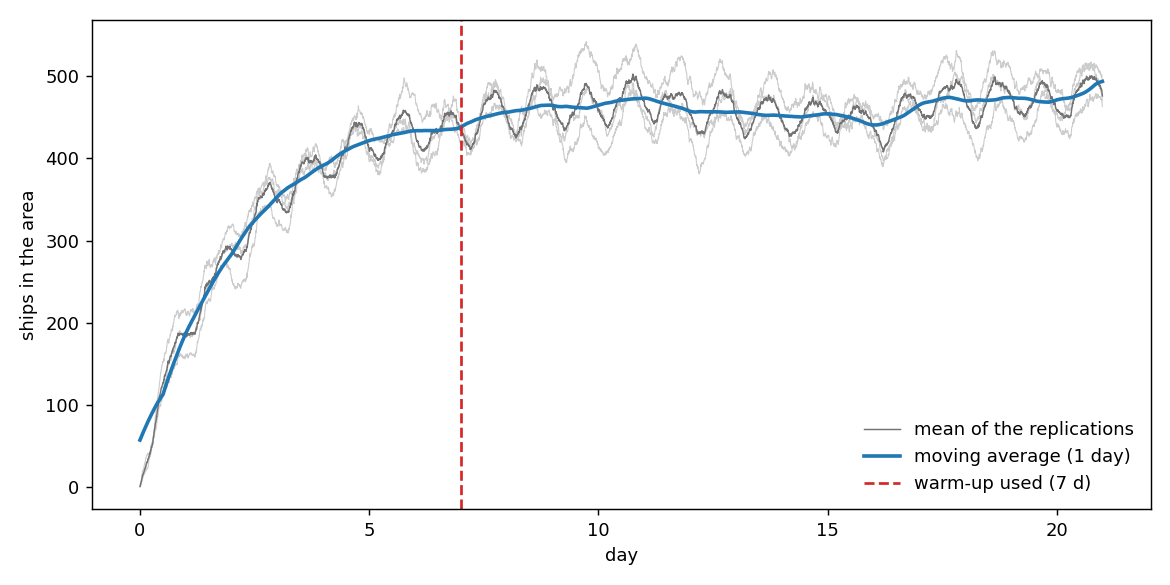 500
400
300
200
100
0
ships in the area
mean of the replications
moving average (1 day)
warm-up used (7 d)
0 5 10 15 20
day